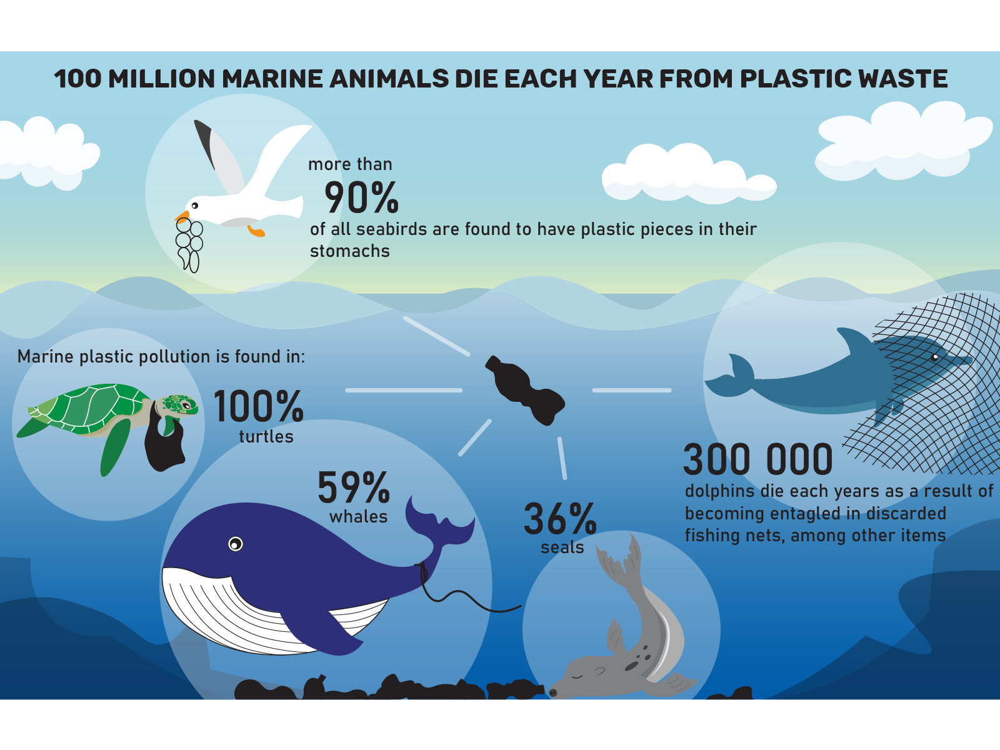 100 MILLION MARINE ANIMALS DIE EACH YEAR FROM PLASTIC WASTE
more than
90%
of all seabirds are found to have plastic pieces in their
stomachs
Marine plastic pollution is found in:
100%
turtles
59%
whales
36%
seals
300 000
dolphins die each years as a result of
becoming entagled in discarded
fishing nets, among other items